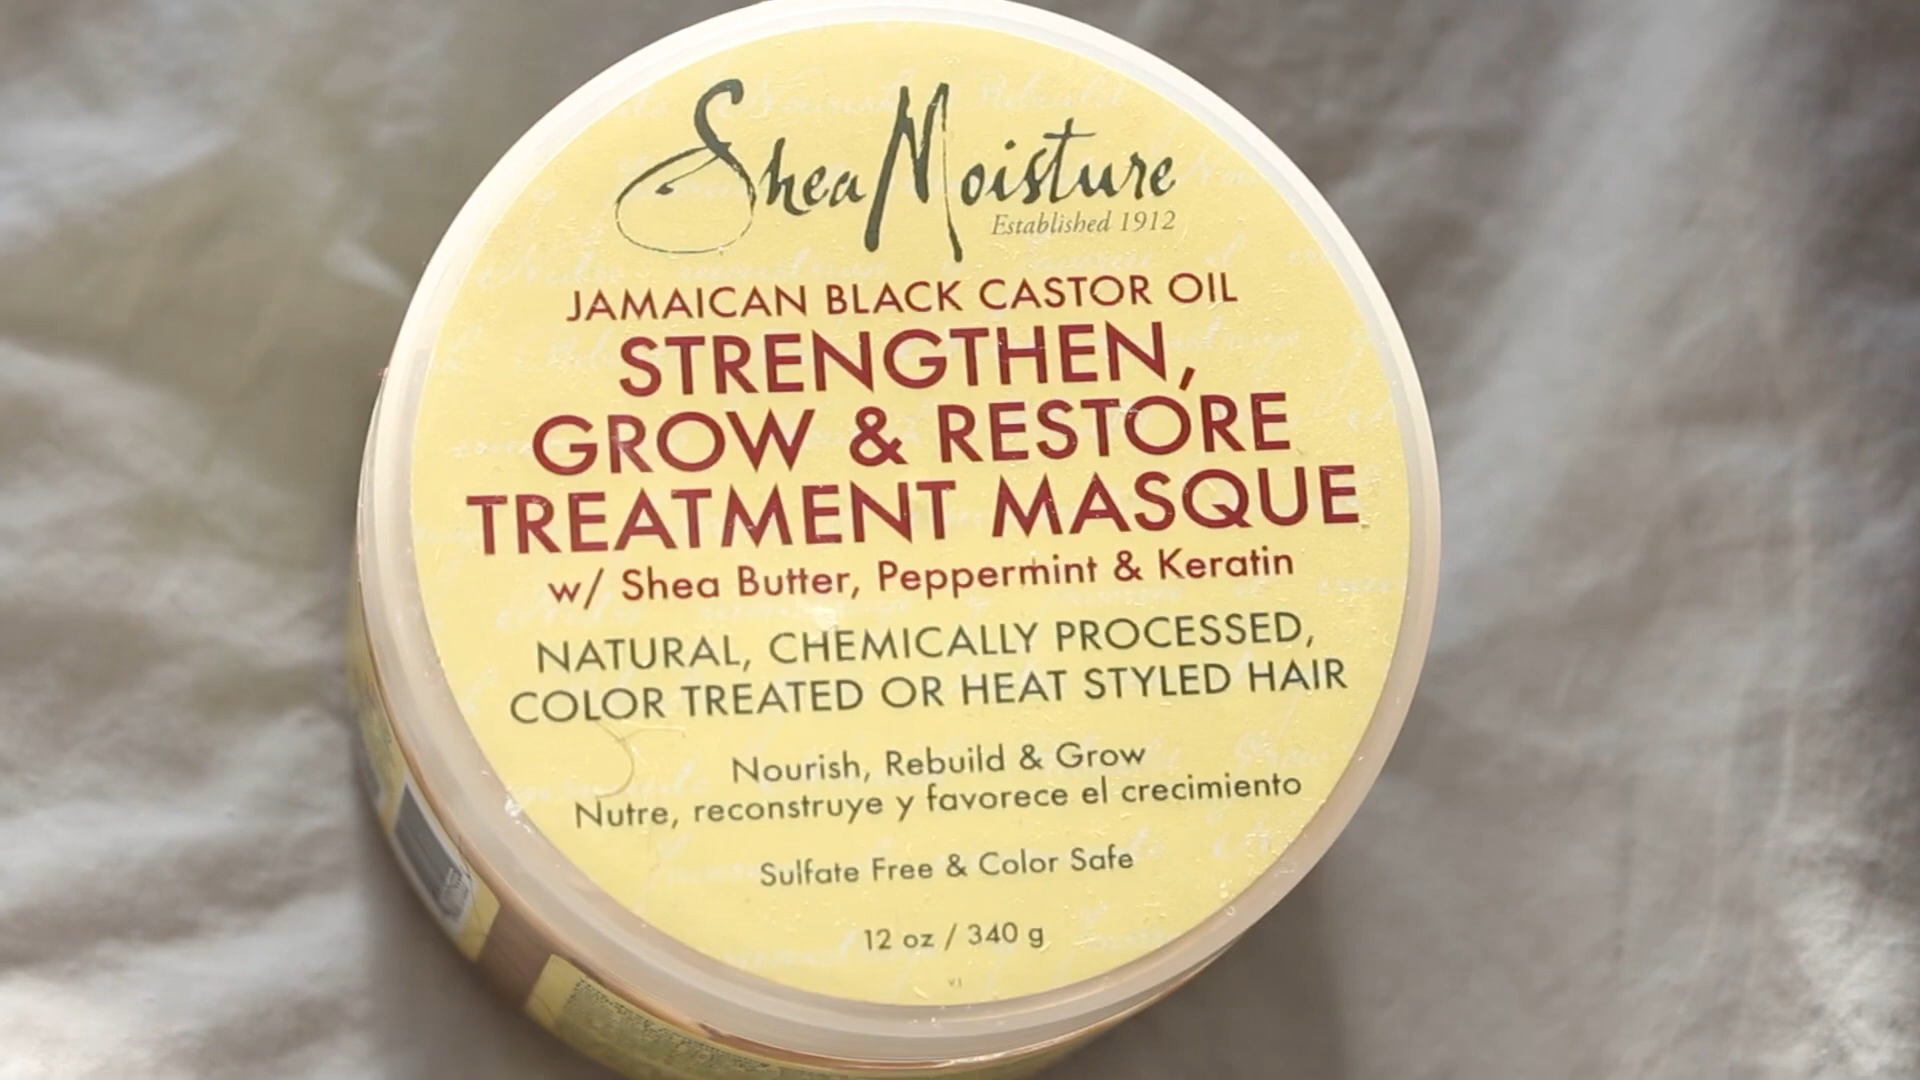 SheaMoisture
Established 1912
JAMAICAN BLACK CASTOR OIL
STRENGTHEN,
GROW & RESTORE
TREATMENT MASQUE
w/ Shea Butter, Peppermint & Keratin
NATURAL, CHEMICALLY PROCESSED,
COLOR TREATED OR HEAT STYLED HAIR
Nourish, Rebuild & Grow
Nutre, reconstruye y favorece el crecimiento
Sulfate Free & Color Safe
12 oz / 340 g
V1